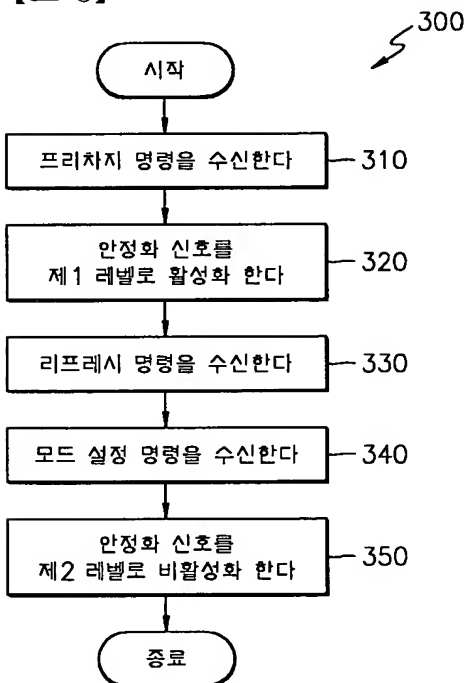 300
시작
프리차지 명령을 수신한다
310
안정화 신호를
제1 레벨로 활성화 한다
320
리프레시 명령을 수신한다
330
모드 설정 명령을 수신한다
340
안정화 신호를
제2 레벨로 비활성화 한다
350
종료